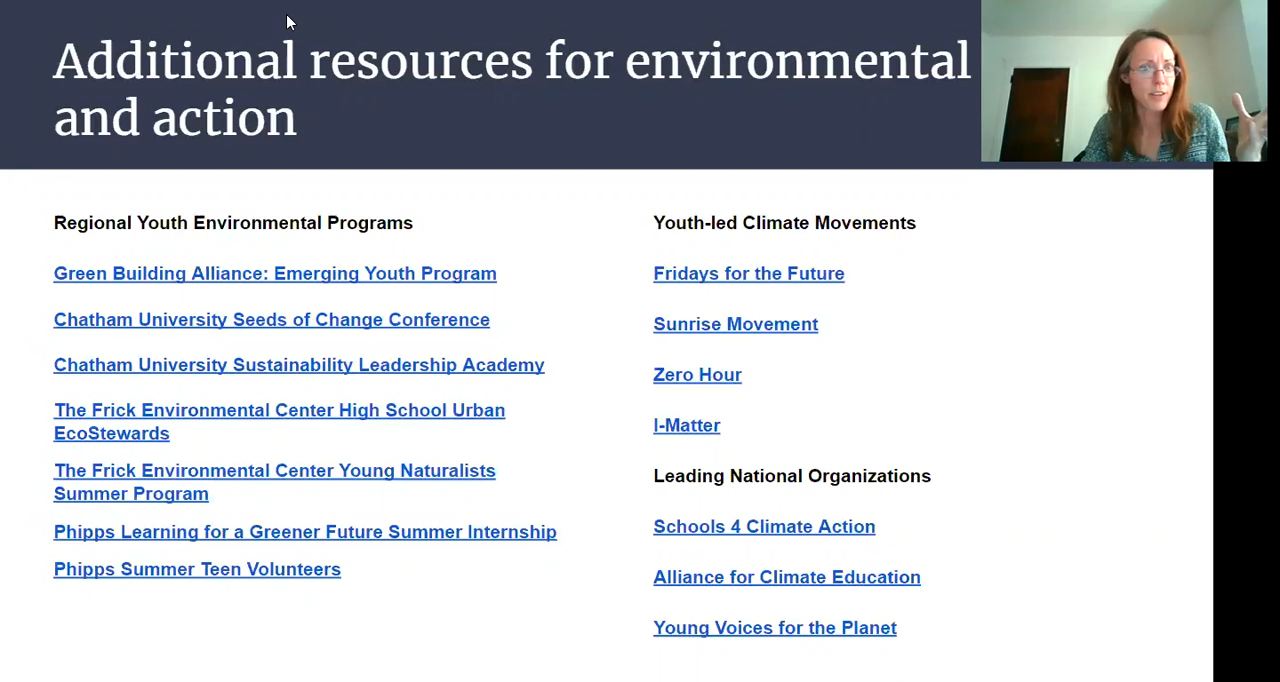 Additional resources for environmental
and action
Regional Youth Environmental Programs
Green Building Alliance: Emerging Youth Program
Chatham University Seeds of Change Conference
Chatham University Sustainability Leadership Academy
The Frick Environmental Center High School Urban
EcoStewards
The Frick Environmental Center Young Naturalists
Summer Program
Phipps Learning for a Greener Future Summer Internship
Phipps Summer Teen Volunteers
Youth-led Climate Movements
Fridays for the Future
Sunrise Movement
Zero Hour
I-Matter
Leading National Organizations
Schools 4 Climate Action
Alliance for Climate Education
Young Voices for the Planet